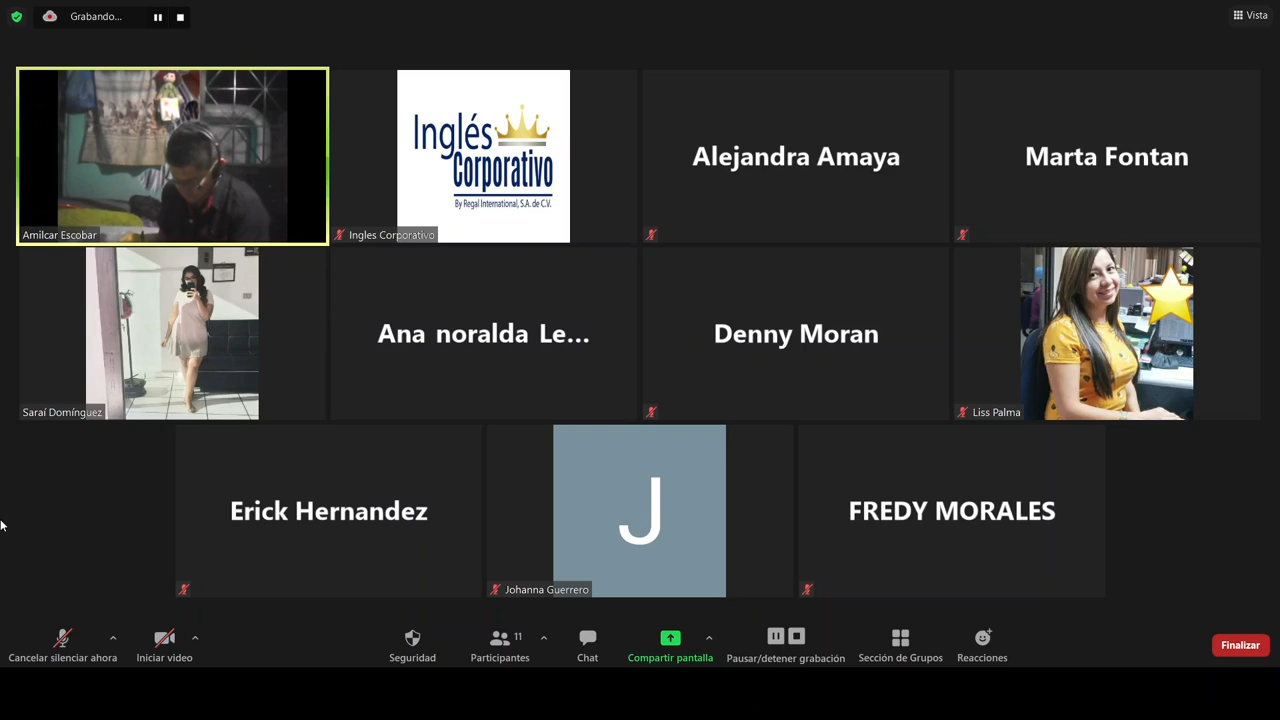 Grabando...
Vista
Amilcar Escobar
Inglés
Corporativo
By Regal International, S.A. de C.V.
Ingles Corporativo
Alejandra Amaya
Marta Fontan
Saraí Domínguez
Ana noralda Le...
Denny Moran
Liss Palma
Erick Hernandez
J
Johanna Guerrero
FREDY MORALES
Cancelar silenciar ahora
Iniciar video
Seguridad
Participantes
11
Chat
Compartir pantalla
Pausar/detener grabación
Sección de Grupos
Reacciones
Finalizar